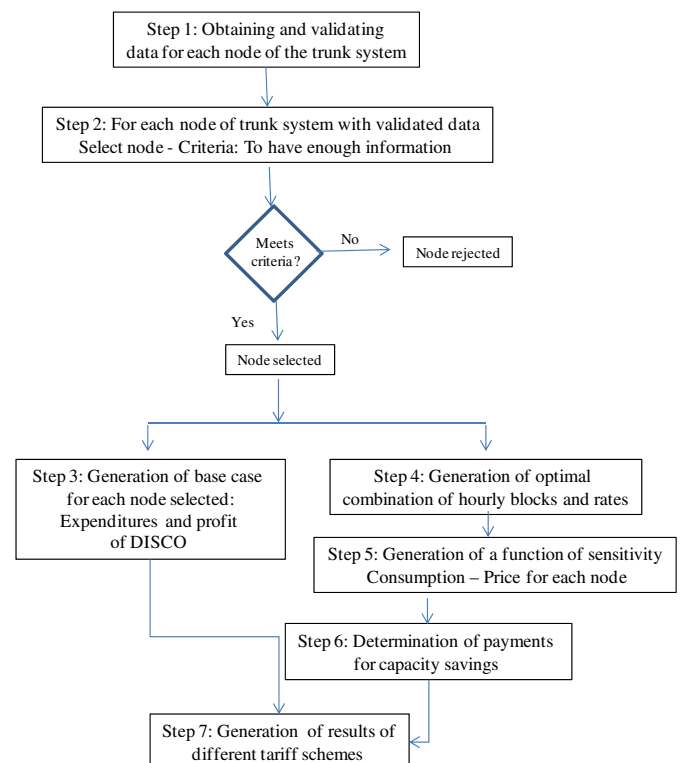 Step 1: Obtaining and validating
data for each node of the trunk system
Step 2: For each node of trunk system with validated data
Select node - Criteria: To have enough information
Meets
criteria?
No
Node rejected
Yes
Node selected
Step 3: Generation of base case
for each node selected:
Expenditures and profit
of DISCO
Step 4: Generation of optimal
combination of hourly blocks and rates
Step 5: Generation of a function of sensitivity
Consumption – Price for each node
Step 6: Determination of payments
for capacity savings
Step 7: Generation of results of
different tariff schemes